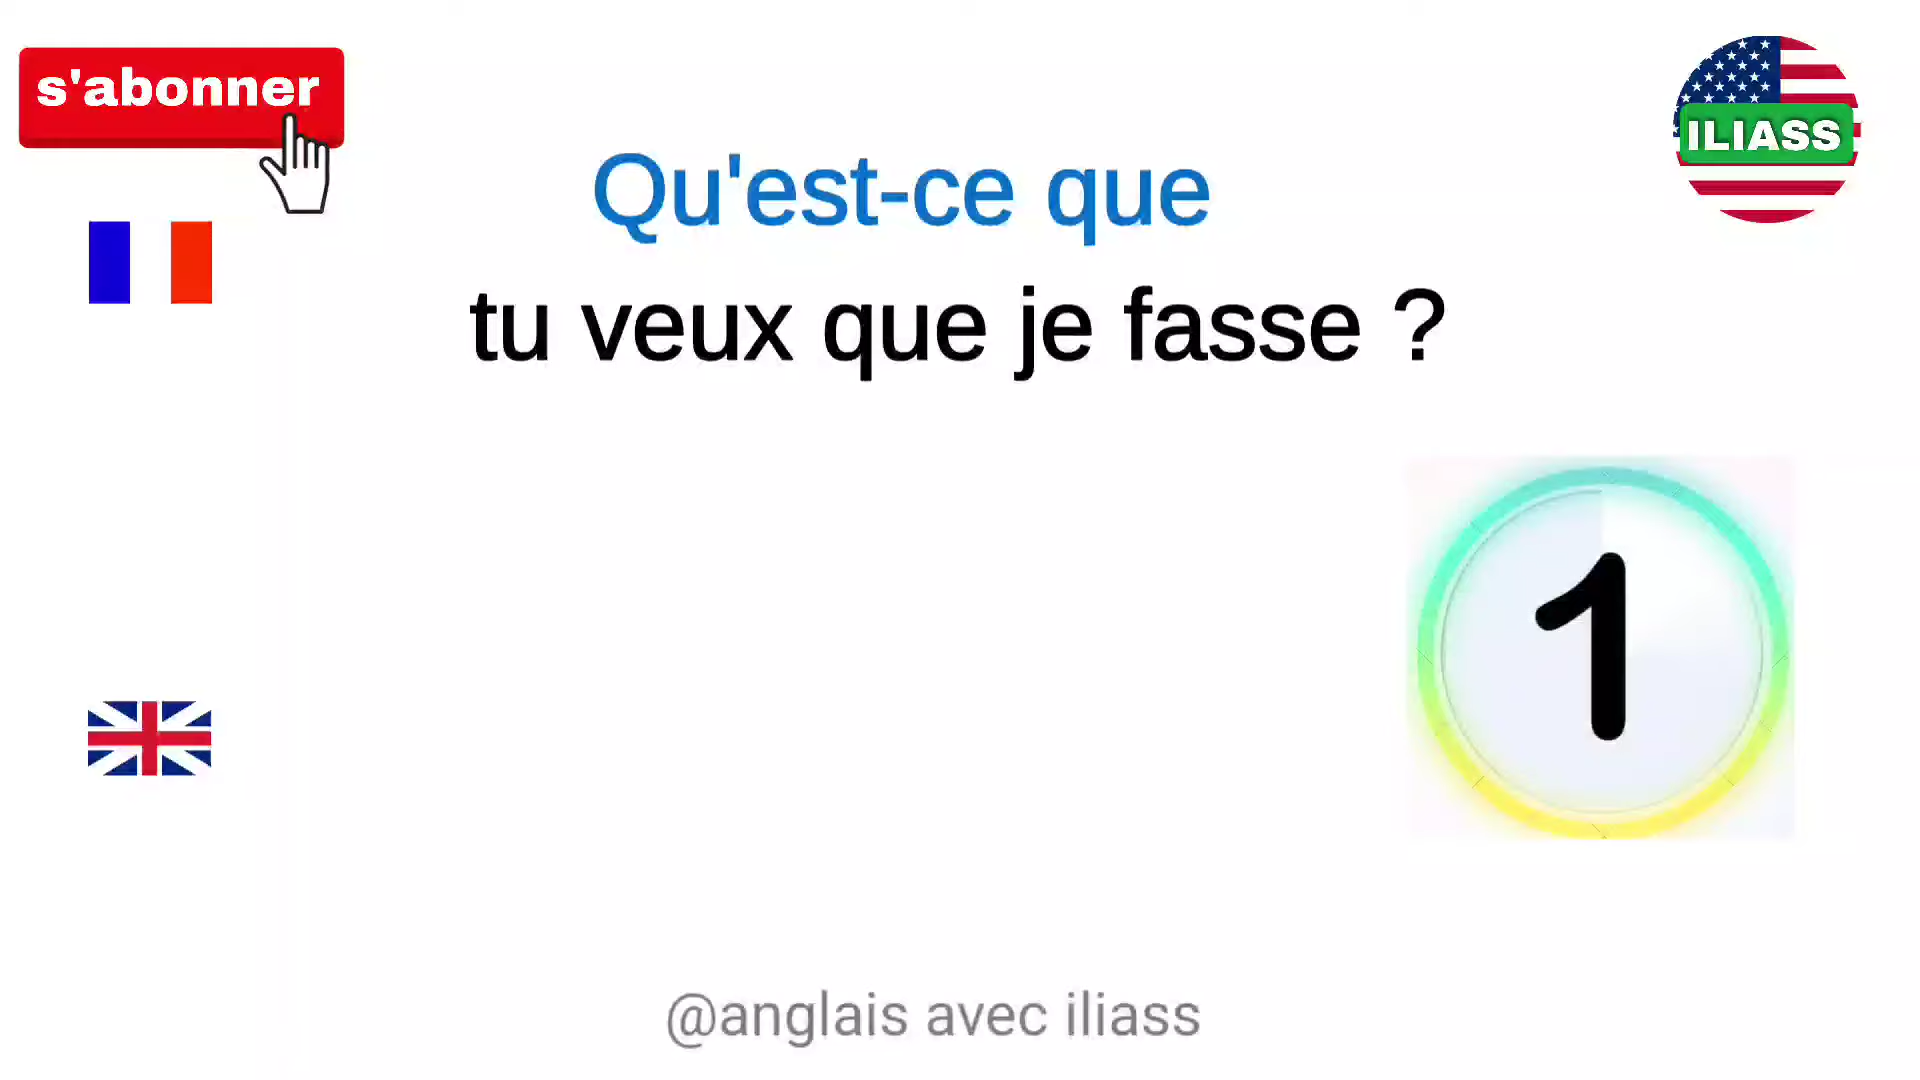 s'abonner
ILIASS
Qu'est-ce que
tu veux que je fasse ?
1
@anglais avec iliass